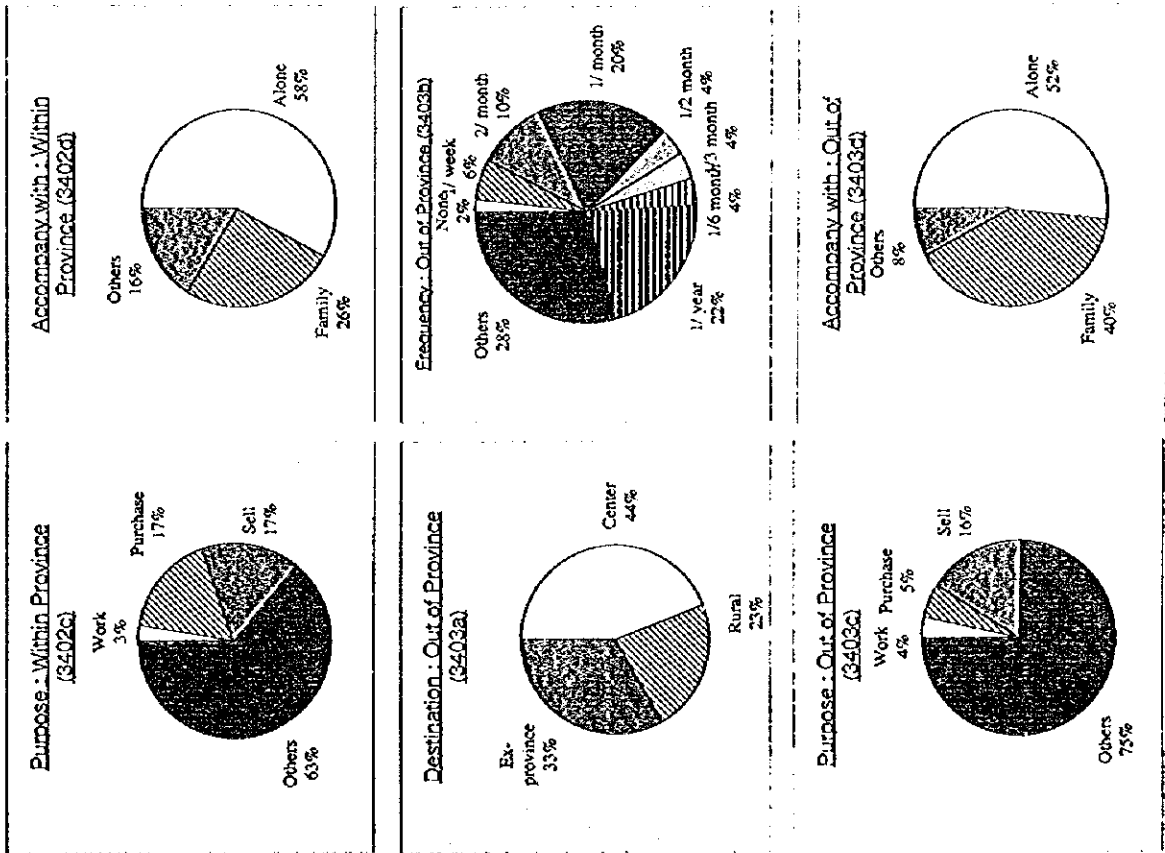 Purpose : Within Province
(3402c)
Work
3%
Purchase
17%
Sell
17%
Others
63%
Accompany with : Within
Province (3402d)
Others
16%
Alone
58%
Family
26%
Destination : Out of Province
(3403a)
Ex-
province
33%
Center
44%
Rural
23%
Frequency : Out of Province (3403b)
None
2%
1/ week
6%
2/ month
10%
1/ month
20%
1/2 month
4%
1/3 month
4%
1/6 month
4%
1/ year
22%
Others
28%
Purpose : Out of Province
(3403c)
Work
4%
Purchase
5%
Sell
16%
Others
75%
Accompany with : Out of
Province (3403d)
Others
8%
Alone
52%
Family
40%